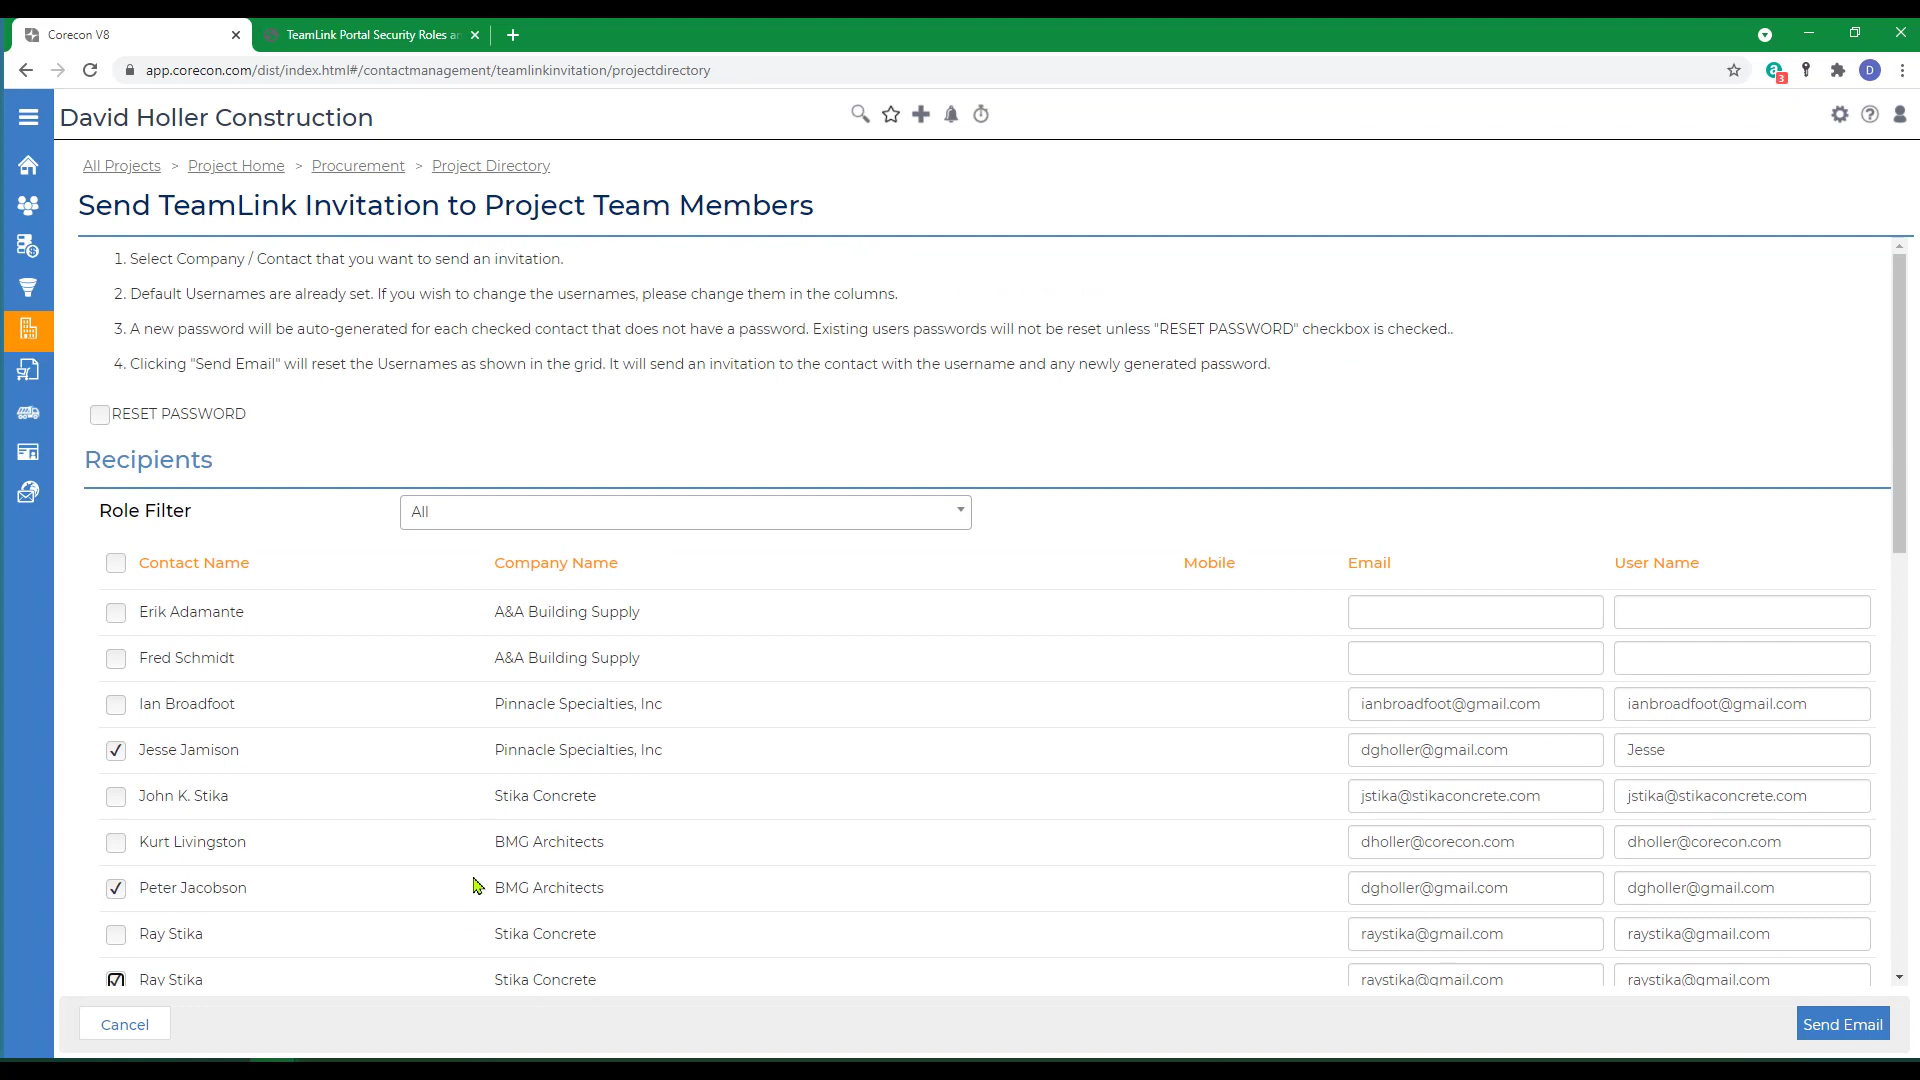 Corecon V8
TeamLink Portal Security Roles an
app.corecon.com/dist/index.html#/contactmanagement/teamlinkinvitation/projectdirectory
3
D
David Holler Construction
All Projects > Project Home > Procurement > Project Directory
Send TeamLink Invitation to Project Team Members
1. Select Company / Contact that you want to send an invitation.
2. Default Usernames are already set. If you wish to change the usernames, please change them in the columns.
3. A new password will be auto-generated for each checked contact that does not have a password. Existing users passwords will not be reset unless "RESET PASSWORD" checkbox is checked..
4. Clicking "Send Email" will reset the Usernames as shown in the grid. It will send an invitation to the contact with the username and any newly generated password.
RESET PASSWORD
Recipients
Role Filter All
Contact Name Company Name Mobile Email User Name
Erik Adamante A&A Building Supply
Fred Schmidt A&A Building Supply
Ian Broadfoot Pinnacle Specialties, Inc ianbroadfoot@gmail.com ianbroadfoot@gmail.com
Jesse Jamison Pinnacle Specialties, Inc dgholler@gmail.com Jesse
John K. Stika Stika Concrete jstika@stikaconcrete.com jstika@stikaconcrete.com
Kurt Livingston BMG Architects dholler@corecon.com dholler@corecon.com
Peter Jacobson BMG Architects dgholler@gmail.com dgholler@gmail.com
Ray Stika Stika Concrete raystika@gmail.com raystika@gmail.com
Ray Stika Stika Concrete raystika@gmail.com raystika@gmail.com
Cancel Send Email